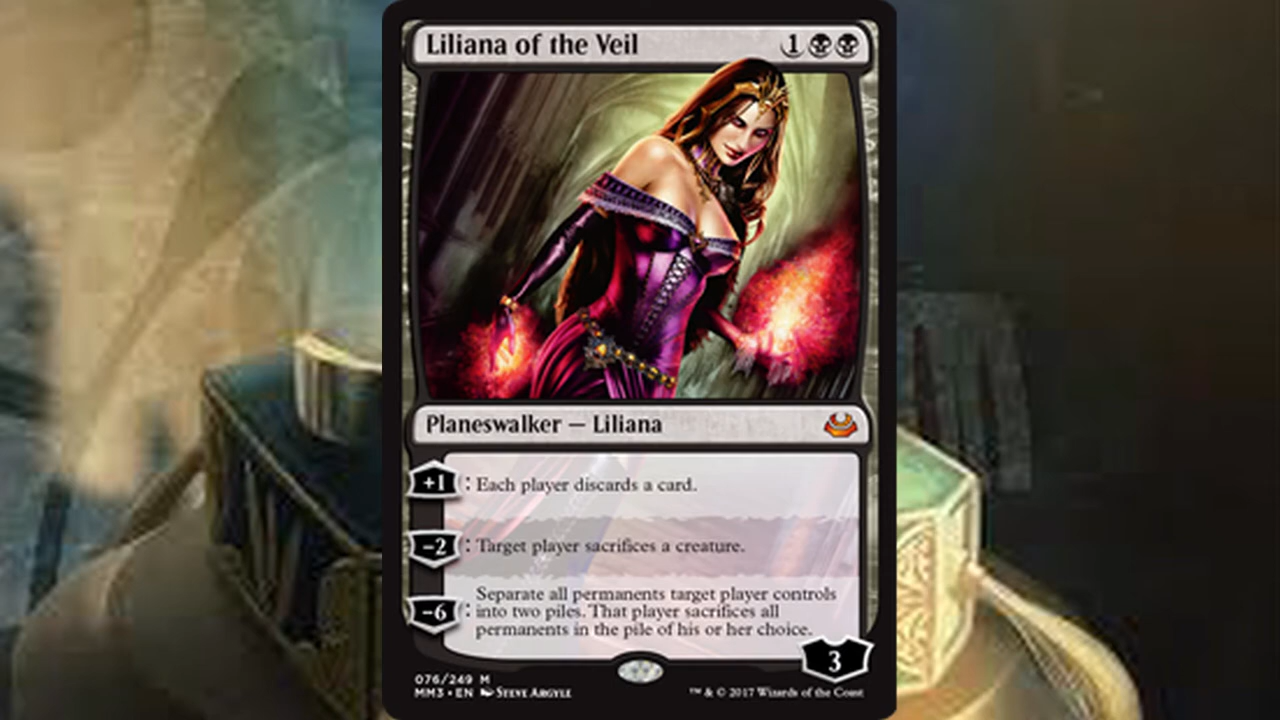 Liliana of the Veil 1
Planeswalker — Liliana
+1 : Each player discards a card.
−2 : Target player sacrifices a creature.
Separate all permanents target player controls
−6 : into two piles. That player sacrifices all
permanents in the pile of his or her choice.
3
076/249 M
MM3 • EN Steve Argyle
™ & © 2017 Wizards of the Coast